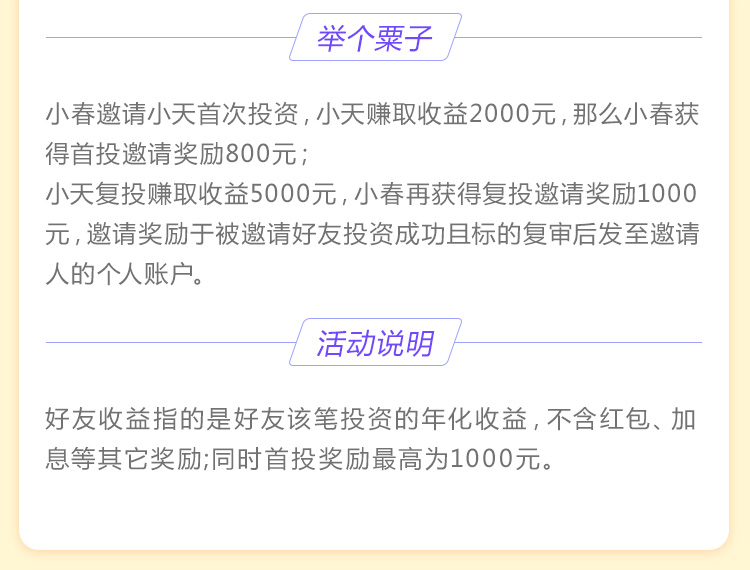 举个粟子
小春邀请小天首次投资,小天赚取收益2000元,那么小春获
得首投邀请奖励800元;
小天复投赚取收益5000元,小春再获得复投邀请奖励1000
元,邀请奖励于被邀请好友投资成功且标的复审后发至邀请
人的个人账户。
活动说明
好友收益指的是好友该笔投资的年化收益,不含红包、加
息等其它奖励;同时首投奖励最高为1000元。